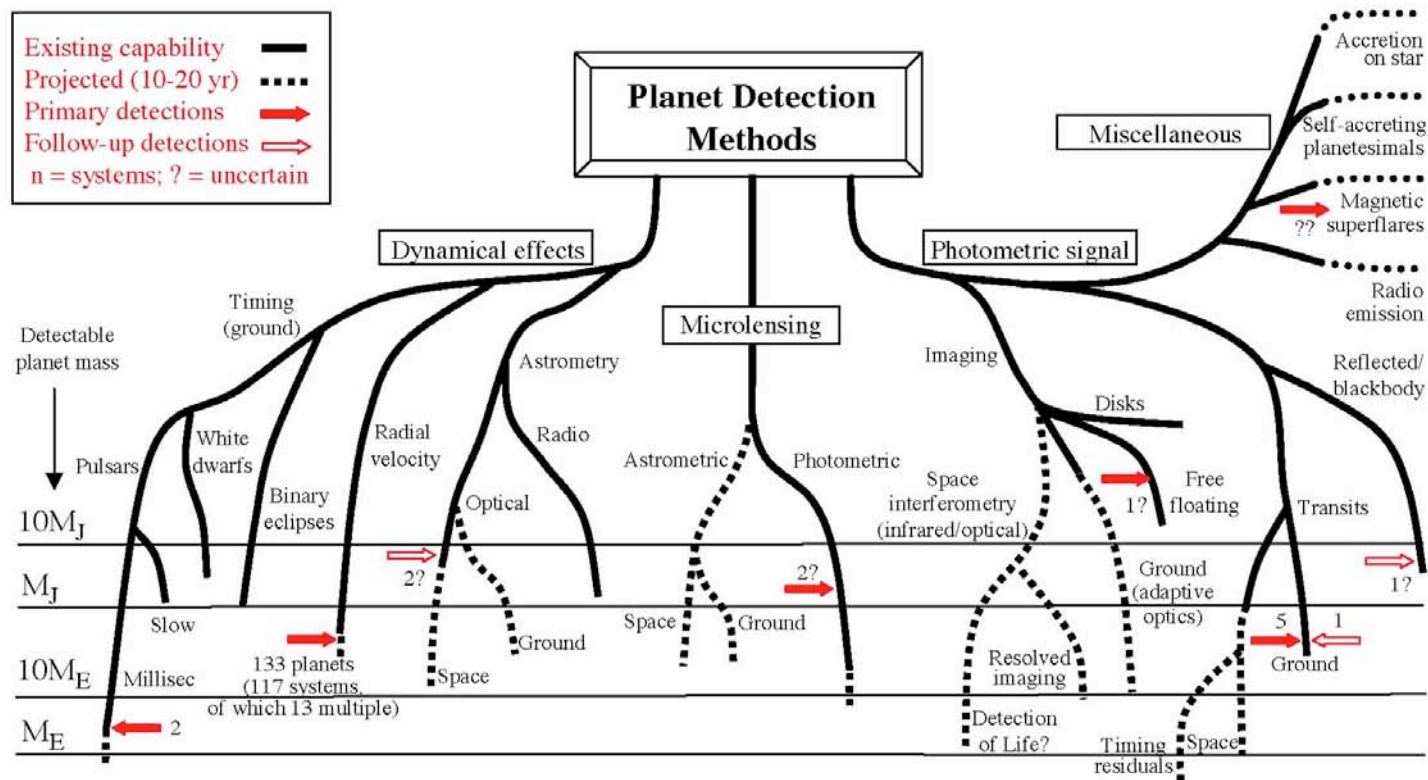 Existing capability
Projected (10-20 yr)
Primary detections
Follow-up detections
n = systems; ? = uncertain
Planet Detection
Methods
Miscellaneous
Accretion
on star
Self-accreting
planetesimals
Magnetic
superflares
??
Radio
emission
Dynamical effects
Photometric signal
Microlensing
Timing
(ground)
Detectable
planet mass
Pulsars
White
dwarfs
Binary
eclipses
Radial
velocity
Astrometry
Radio
Optical
Astrometric
Photometric
Imaging
Disks
Free
floating
1?
Space
interferometry
(infrared/optical)
Reflected/
blackbody
Transits
10M_J
M_J
10M_E
M_E
Slow
Millisec
2
133 planets
(117 systems,
of which 13 multiple)
2?
Space
Ground
Space
Ground
2?
Ground
(adaptive
optics)
Resolved
imaging
Detection
of Life?
Timing
residuals
Space
5
1
Ground
1?